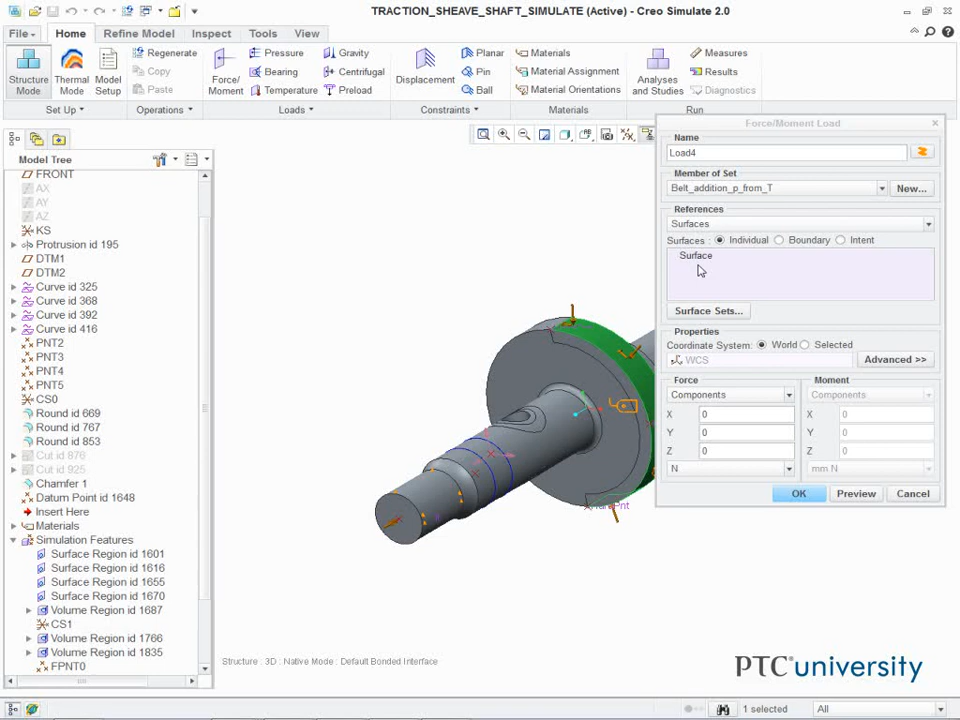 TRACTION_SHEAVE_SHAFT_SIMULATE (Active) - Creo Simulate 2.0
File Home Refine Model Inspect Tools View
Structure Mode
Thermal Mode
Model Setup
Set Up
Regenerate
Copy
Paste
Operations
Force/ Moment
Pressure
Bearing
Temperature
Gravity
Centrifugal
Preload
Loads
Displacement
Planar
Pin
Ball
Constraints
Materials
Material Assignment
Material Orientations
Materials
Analyses and Studies
Measures
Results
Diagnostics
Run
Model Tree
FRONT
AX
AY
AZ
KS
Protrusion id 195
DTM1
DTM2
Curve id 325
Curve id 368
Curve id 392
Curve id 416
PNT2
PNT3
PNT4
PNT5
CS0
Round id 669
Round id 767
Round id 853
Cut id 876
Cut id 925
Chamfer 1
Datum Point id 1648
Insert Here
Materials
Simulation Features
Surface Region id 1601
Surface Region id 1616
Surface Region id 1655
Surface Region id 1670
Volume Region id 1687
CS1
Volume Region id 1766
Volume Region id 1835
FPNT0
Force/Moment Load
Name
Load4
Member of Set
Belt_addition_p_from_T New...
References
Surfaces
Surfaces : Individual Boundary Intent
Surface
Surface Sets...
Properties
Coordinate System: World Selected
WCS Advanced >>
Force Moment
Components Components
X 0 X 0
Y 0 Y 0
Z 0 Z 0
N mm N
OK Preview Cancel
Structure : 3D : Native Mode : Default Bonded Interface
PTC university
1 selected All